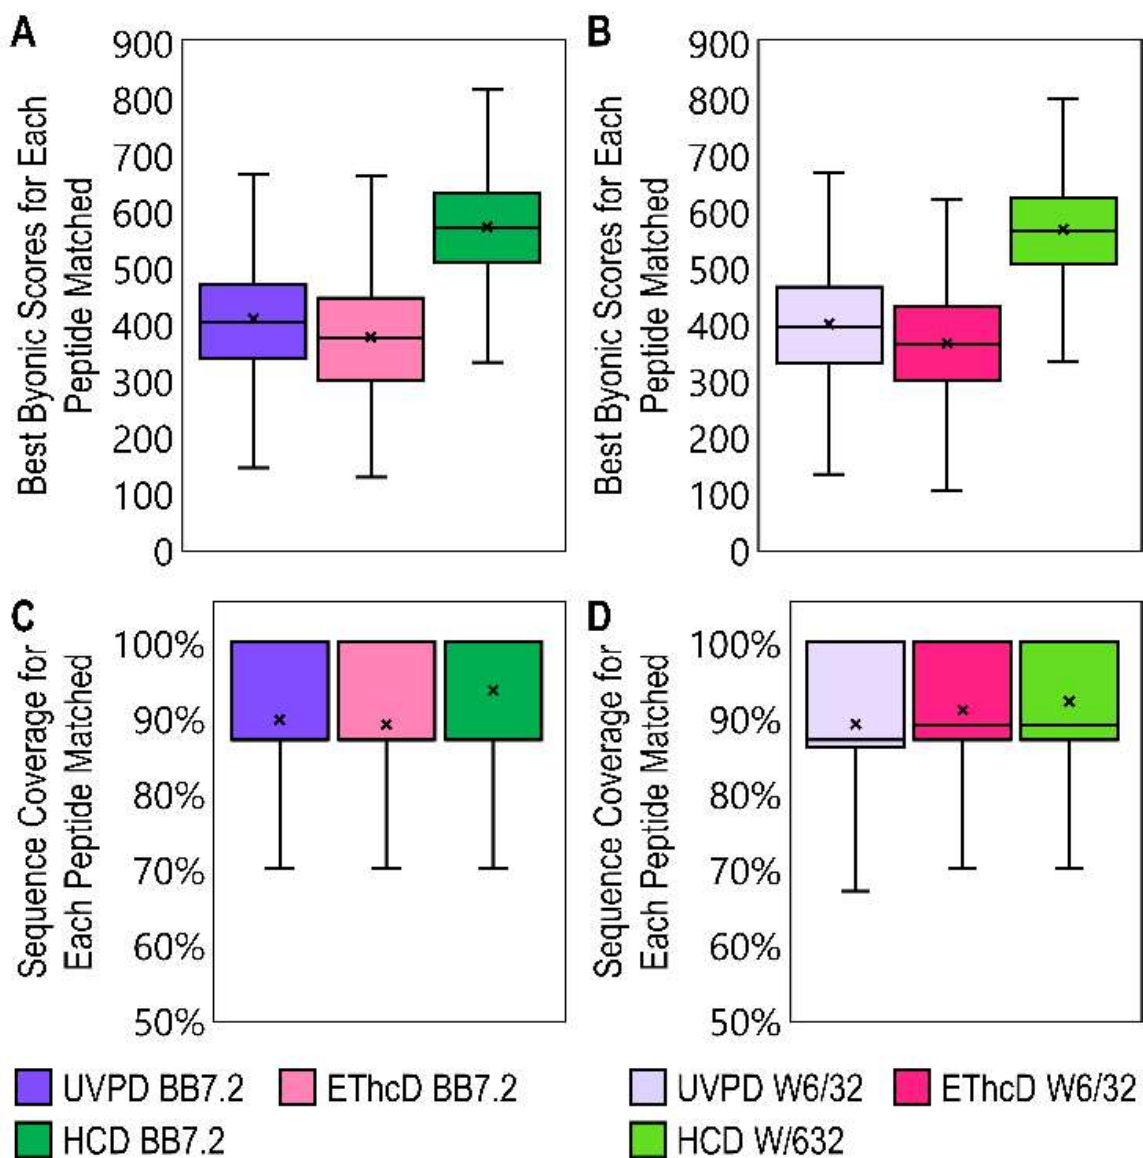 A
B
Best Byonic Scores for Each
Peptide Matched
900
800
700
600
500
400
300
200
100
0
Best Byonic Scores for Each
Peptide Matched
900
800
700
600
500
400
300
200
100
0
C
D
Sequence Coverage for
Each Peptide Matched
100%
90%
80%
70%
60%
50%
Sequence Coverage for
Each Peptide Matched
100%
90%
80%
70%
60%
50%
UVPD BB7.2 EThcD BB7.2
HCD BB7.2
UVPD W6/32 EThcD W6/32
HCD W/632